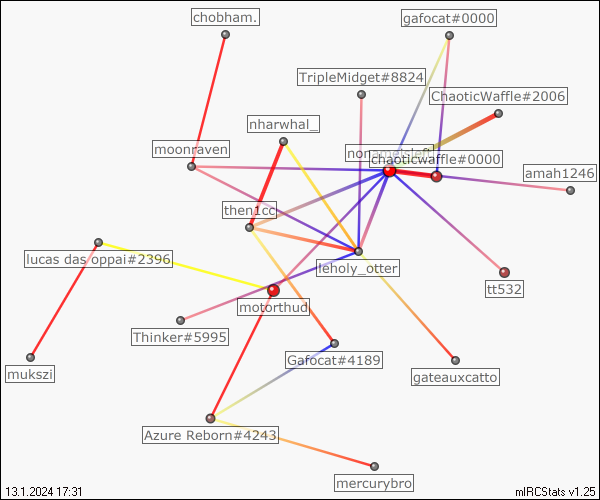 chobham.
gafocat#0000
TripleMidget#8824
ChaoticWaffle#2006
nharwhal_
moonraven
chaoticwaffle#0000
amah1246
then1cc
lucas das oppai#2396
leholy_otter
tt532
motorthud
Thinker#5995
Gafocat#4189
mukszi
gateauxcatto
Azure Reborn#4243
mercurybro
13.1.2024 17:31
mIRCStats v1.25